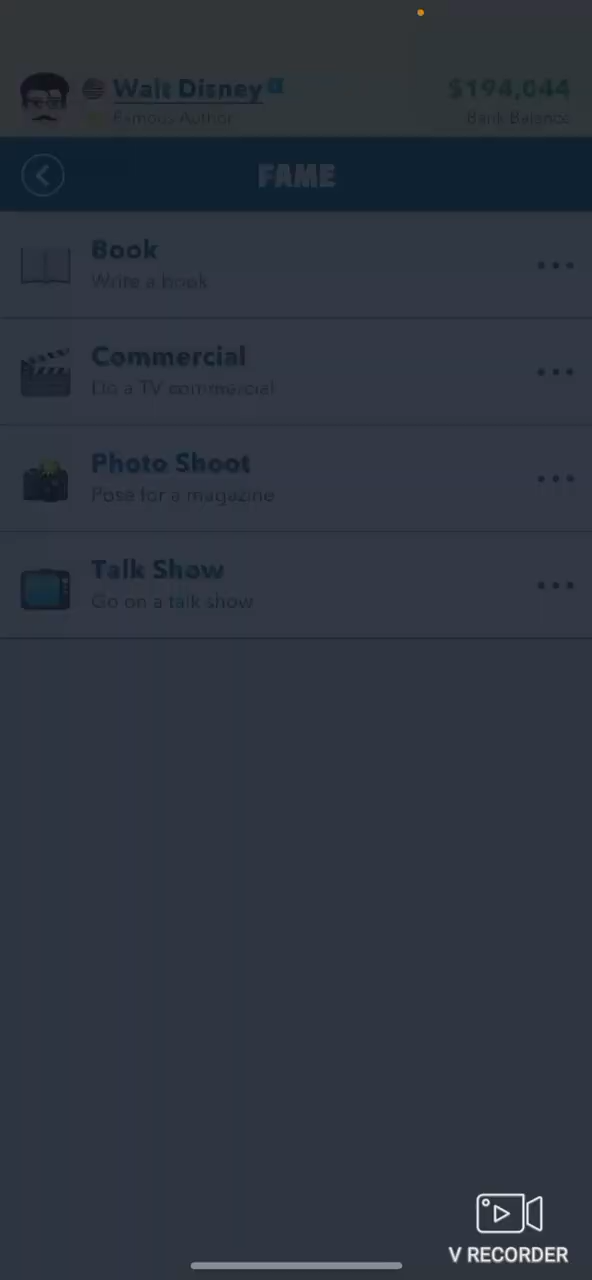 Walt Disney
$194,044
Famous Author
Bank Balance
FAME
Book
Write a book
Commercial
Do a TV commercial
Photo Shoot
Pose for a magazine
Talk Show
Go on a talk show
V RECORDER